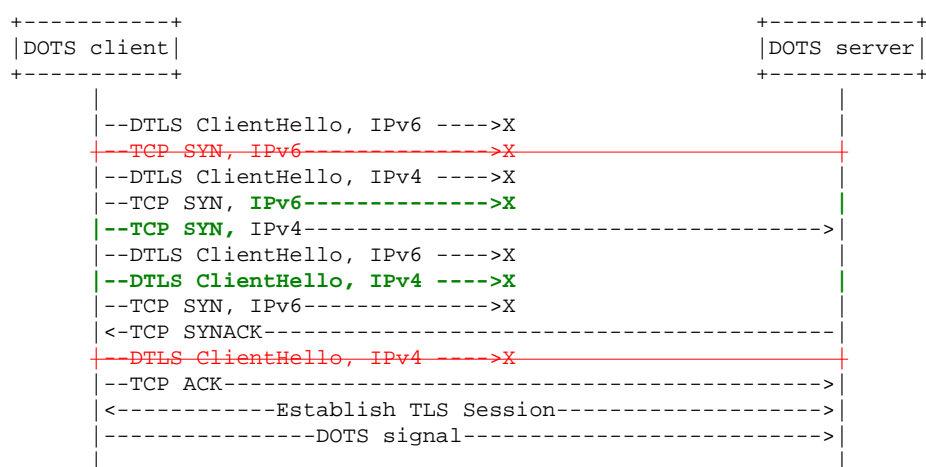 +-----------+ +-----------+
|DOTS client| |DOTS server|
+-----------+ +-----------+
| |
|--DTLS ClientHello, IPv6 ---->X |
|--TCP SYN, IPv6-------------->X |
|--DTLS ClientHello, IPv4 ---->X |
|--TCP SYN, IPv6-------------->X |
|--TCP SYN, IPv4--------------------------------------->|
|--DTLS ClientHello, IPv6 ---->X |
|--DTLS ClientHello, IPv4 ---->X |
|--TCP SYN, IPv6-------------->X |
|<-TCP SYNACK-------------------------------------------|
|--DTLS ClientHello, IPv4 ---->X |
|--TCP ACK--------------------------------------------->|
|<------------Establish TLS Session-------------------->|
|----------------DOTS signal--------------------------->|
| |